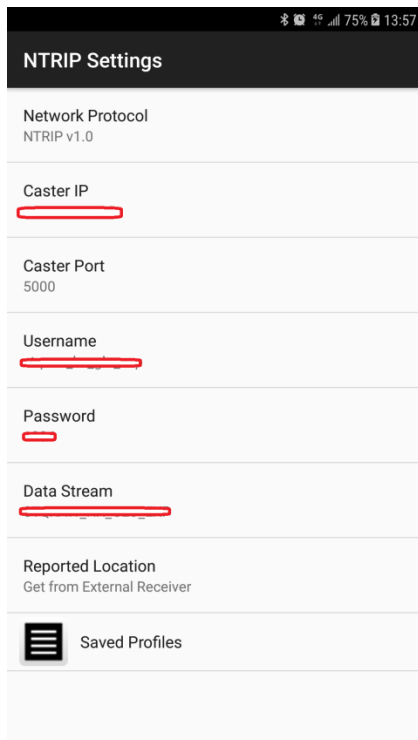 4G 75% 13:57
NTRIP Settings
Network Protocol
NTRIP v1.0
Caster IP
Caster Port
5000
Username
Password
Data Stream
Reported Location
Get from External Receiver
Saved Profiles